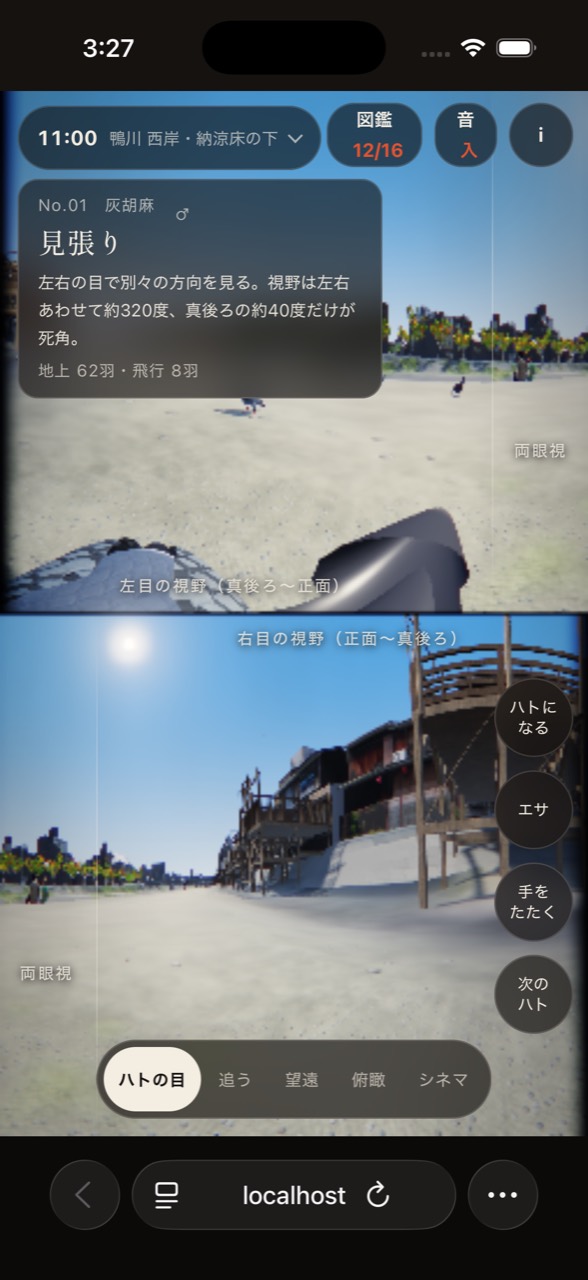 3:27
11:00 鴨川 西岸・納涼床の下
図鑑
12/16
音
入
i
No.01 灰胡麻 ♂
見張り
左右の目で別々の方向を見る。視野は左右
あわせて約320度、真後ろの約40度だけが
死角。
地上 62羽・飛行 8羽
両眼視
左目の視野（真後ろ〜正面）
右目の視野（正面〜真後ろ）
ハトに
なる
エサ
手を
たたく
両眼視
次の
ハト
ハトの目 追う 望遠 俯瞰 シネマ
localhost